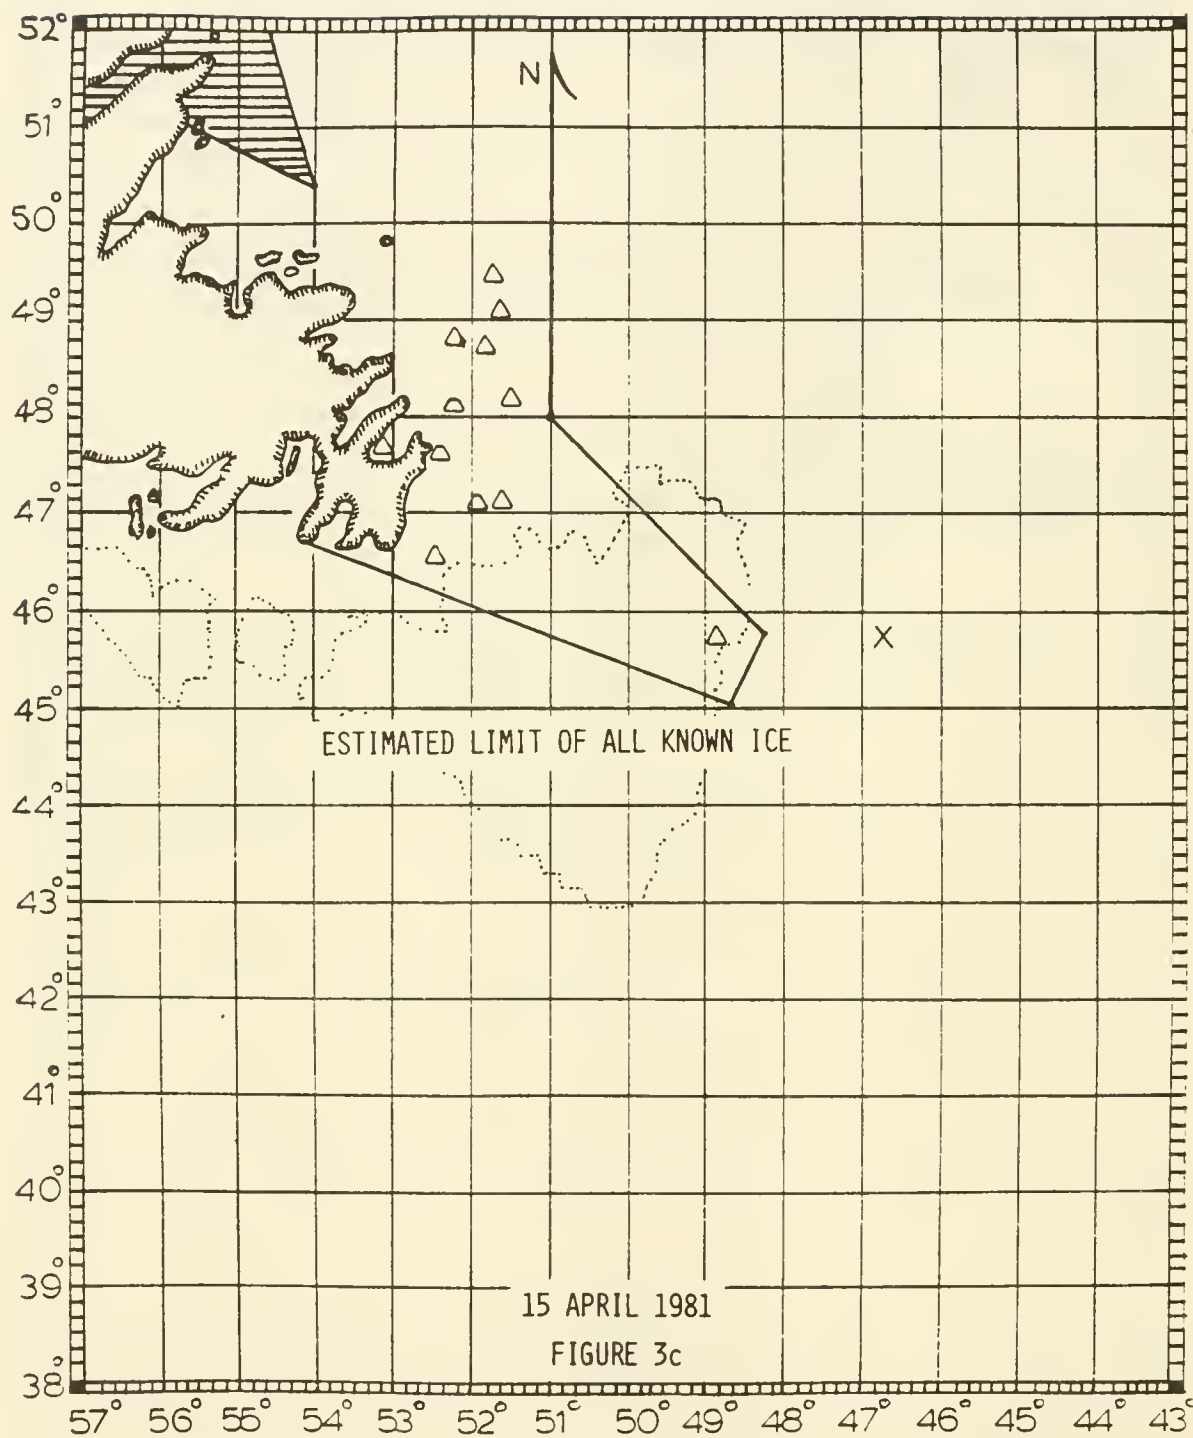 52°
N
51°
50°
49°
48°
47°
46°
X
45°
ESTIMATED LIMIT OF ALL KNOWN ICE
44°
43°
42°
41°
40°
39°
15 APRIL 1981
FIGURE 3c
38°
57° 56° 55° 54° 53° 52° 51° 50° 49° 48° 47° 46° 45° 44° 43°